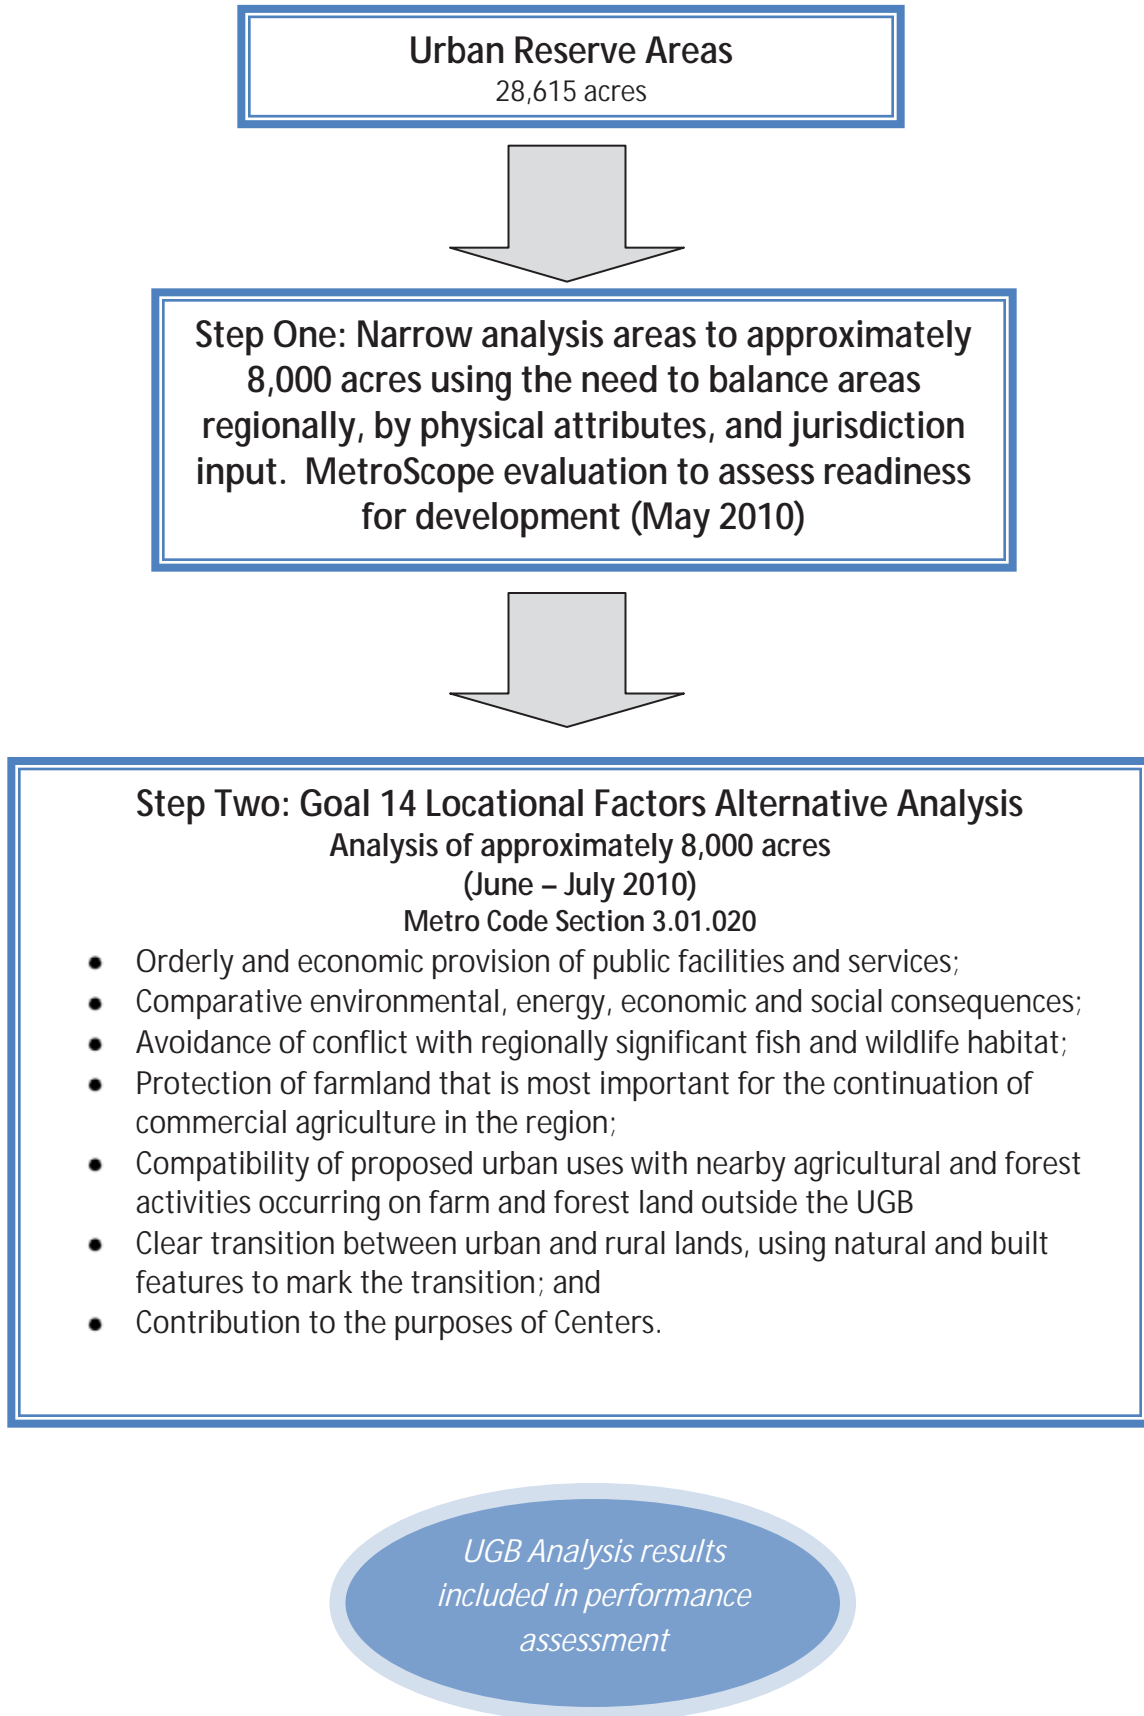 Urban Reserve Areas
28,615 acres
Step One: Narrow analysis areas to approximately
8,000 acres using the need to balance areas
regionally, by physical attributes, and jurisdiction
input. MetroScope evaluation to assess readiness
for development (May 2010)
Step Two: Goal 14 Locational Factors Alternative Analysis
Analysis of approximately 8,000 acres
(June – July 2010)
Metro Code Section 3.01.020
• Orderly and economic provision of public facilities and services;
• Comparative environmental, energy, economic and social consequences;
• Avoidance of conflict with regionally significant fish and wildlife habitat;
• Protection of farmland that is most important for the continuation of
commercial agriculture in the region;
• Compatibility of proposed urban uses with nearby agricultural and forest
activities occurring on farm and forest land outside the UGB
• Clear transition between urban and rural lands, using natural and built
features to mark the transition; and
• Contribution to the purposes of Centers.
UGB Analysis results
included in performance
assessment